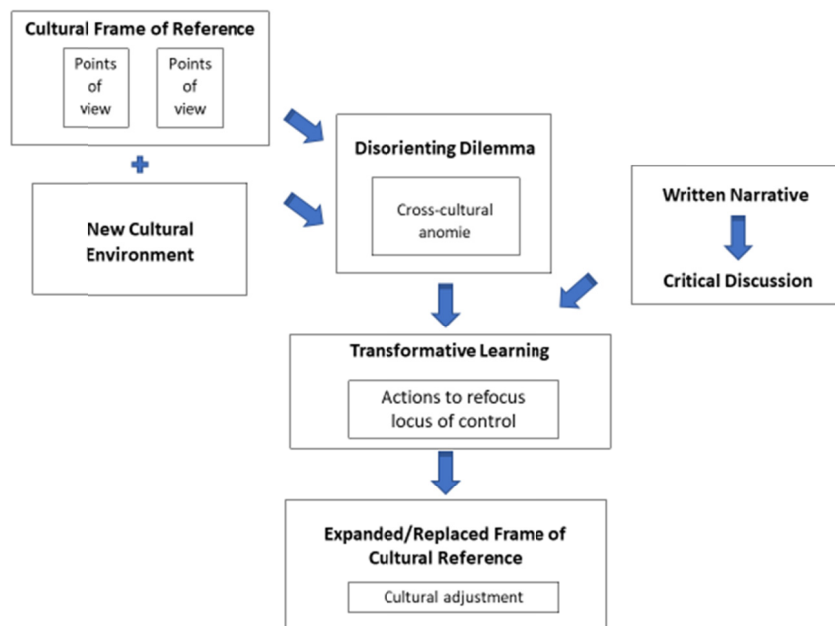 Cultural Frame of Reference
Points
of
view
Points
of
view
+
New Cultural
Environment
Disorienting Dilemma
Cross-cultural
anomie
Written Narrative
Critical Discussion
Transformative Learning
Actions to refocus
locus of control
Expanded/Replaced Frame of
Cultural Reference
Cultural adjustment